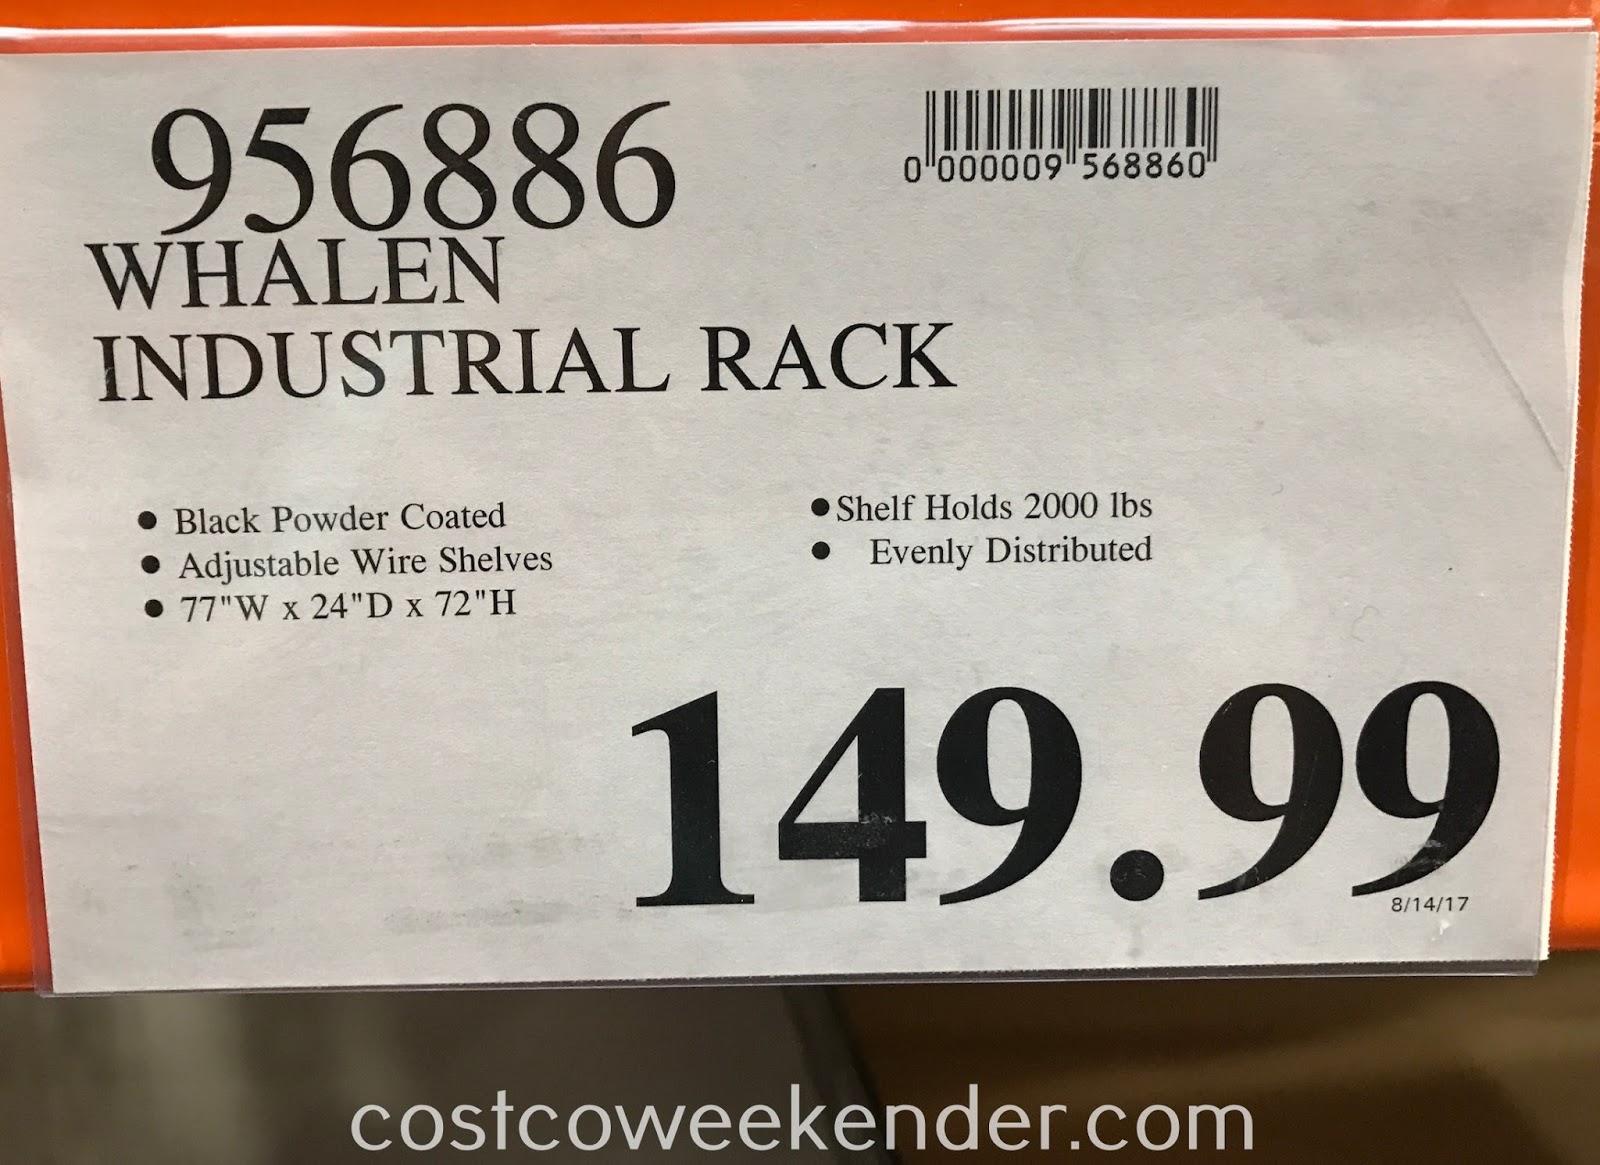 956886
0 000009 568860
WHALEN
INDUSTRIAL RACK
● Black Powder Coated
● Adjustable Wire Shelves
● 77"W x 24"D x 72"H
● Shelf Holds 2000 lbs
● Evenly Distributed
149.99
8/14/17
costcoweekender.com